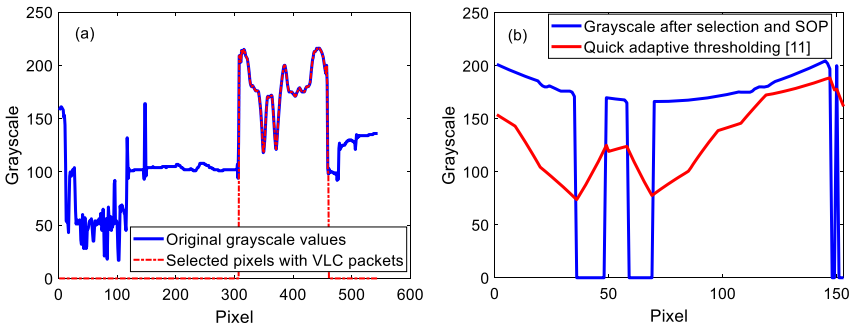 (a)
250
200
150
100
50
0
Grayscale
0 100 200 300 400 500 600
Pixel
Original grayscale values
Selected pixels with VLC packets
(b)
250
200
150
100
50
0
Grayscale
0 50 100 150
Pixel
Grayscale after selection and SOP
Quick adaptive thresholding [11]